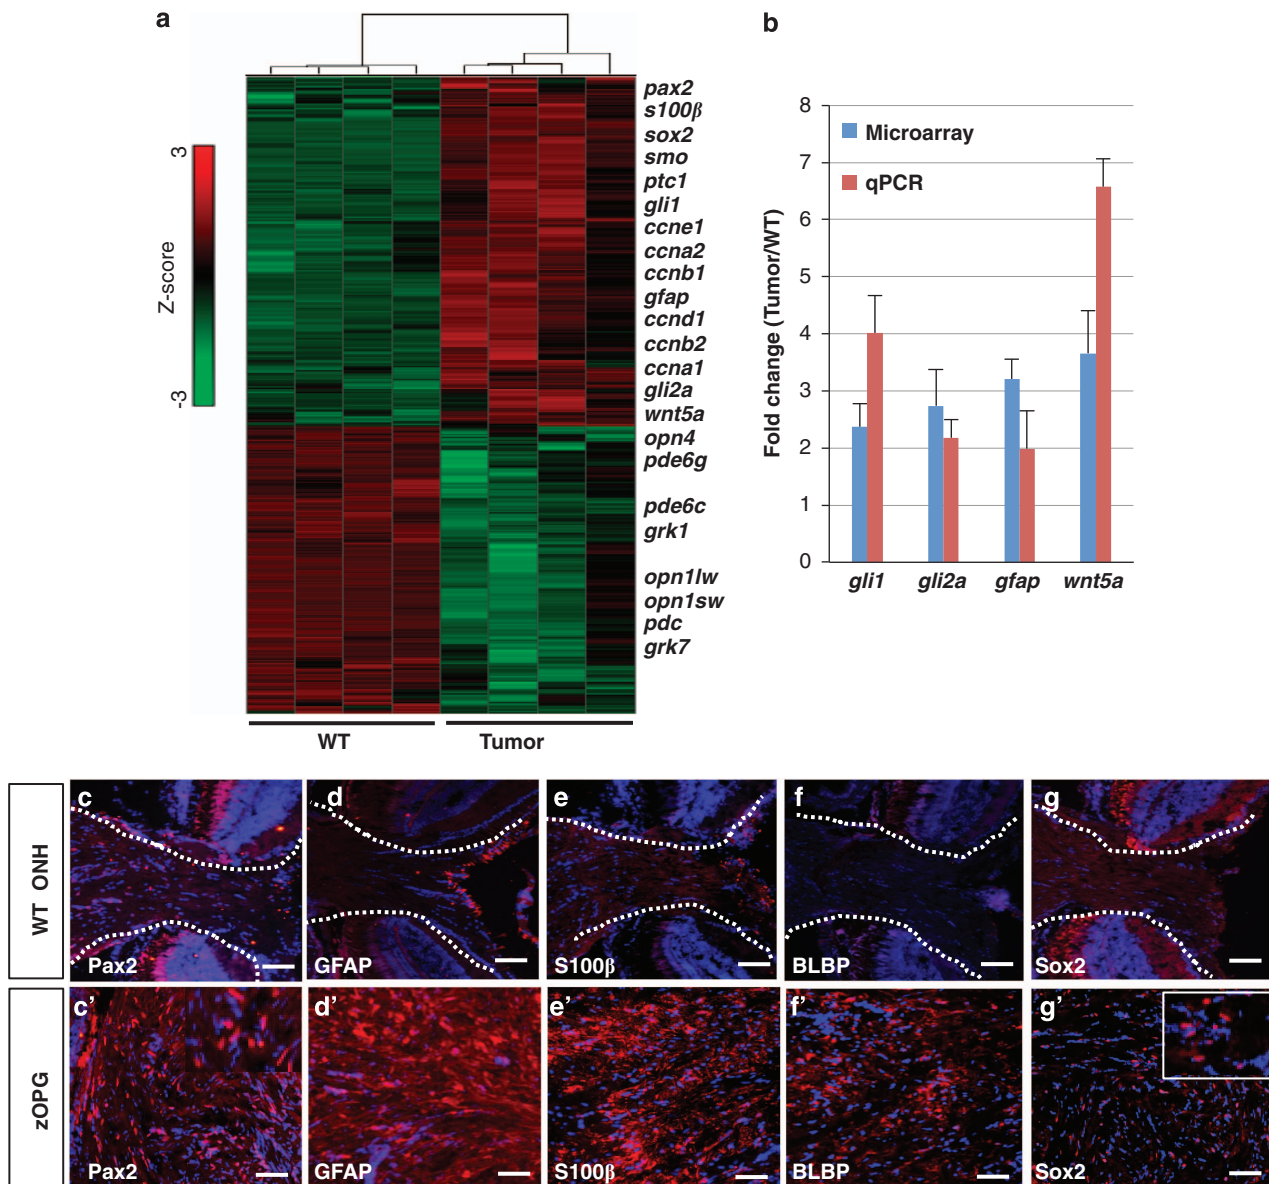 a
Z-score
3
-3
pax2
s100β
sox2
smo
ptc1
gli1
ccne1
ccna2
ccnb1
gfap
ccnd1
ccnb2
ccna1
gli2a
wnt5a
opn4
pde6g
pde6c
grk1
opn1lw
opn1sw
pdc
grk7
WT
Tumor
b
Fold change (Tumor/WT)
8
7
6
5
4
3
2
1
0
Microarray
qPCR
gli1 gli2a gfap wnt5a
WT ONH
c
Pax2
d
GFAP
e
S100β
f
BLBP
g
Sox2
zOPG
c'
Pax2
d'
GFAP
e'
S100β
f'
BLBP
g'
Sox2